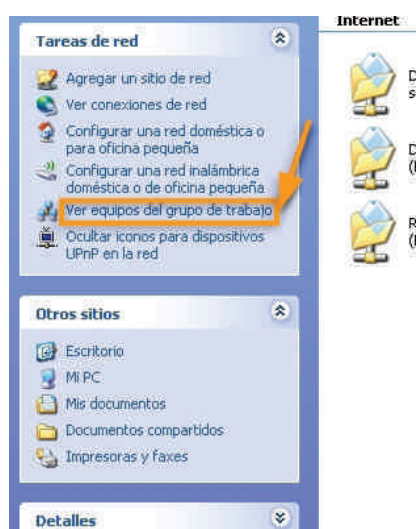 Internet
Tareas de red
Agregar un sitio de red
Ver conexiones de red
Configurar una red doméstica o
para oficina pequeña
Configurar una red inalámbrica
doméstica o de oficina pequeña
Ver equipos del grupo de trabajo
Ocultar iconos para dispositivos
UPnP en la red
Otros sitios
Escritorio
Mi PC
Mis documentos
Documentos compartidos
Impresoras y faxes
Detalles